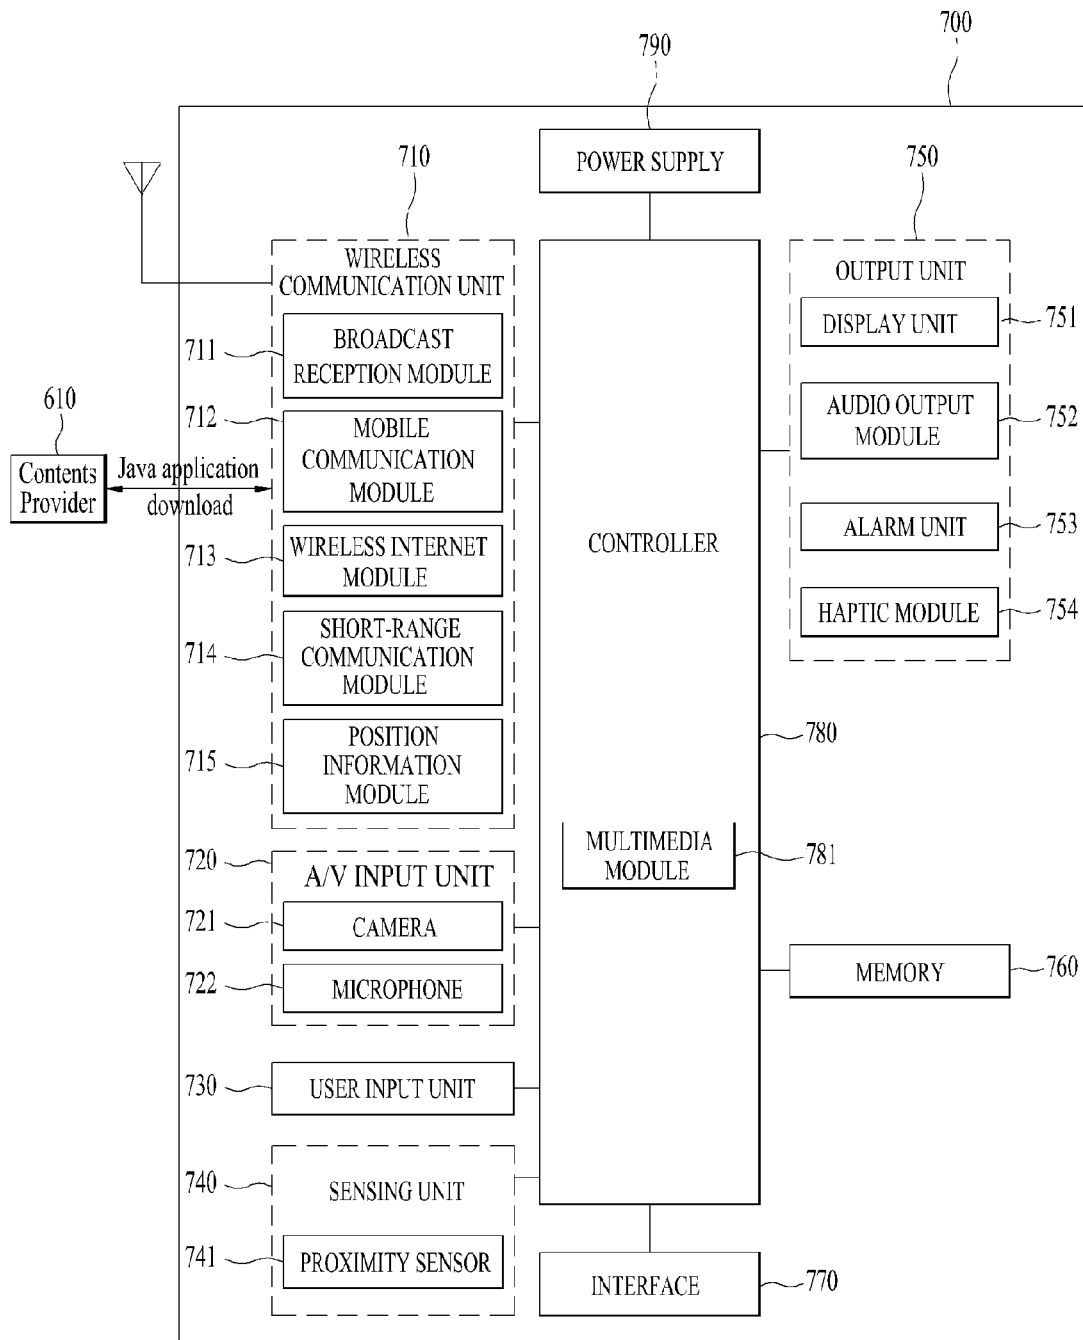 700
790
POWER SUPPLY
710
750
WIRELESS
COMMUNICATION UNIT
711
BROADCAST
RECEPTION MODULE
712
MOBILE
COMMUNICATION
MODULE
610
Contents
Provider
Java application
download
713
WIRELESS INTERNET
MODULE
714
SHORT-RANGE
COMMUNICATION
MODULE
715
POSITION
INFORMATION
MODULE
720
A/V INPUT UNIT
721
CAMERA
722
MICROPHONE
730
USER INPUT UNIT
740
SENSING UNIT
741
PROXIMITY SENSOR
CONTROLLER
780
MULTIMEDIA
MODULE
781
OUTPUT UNIT
DISPLAY UNIT
751
AUDIO OUTPUT
MODULE
752
ALARM UNIT
753
HAPTIC MODULE
754
MEMORY
760
INTERFACE
770